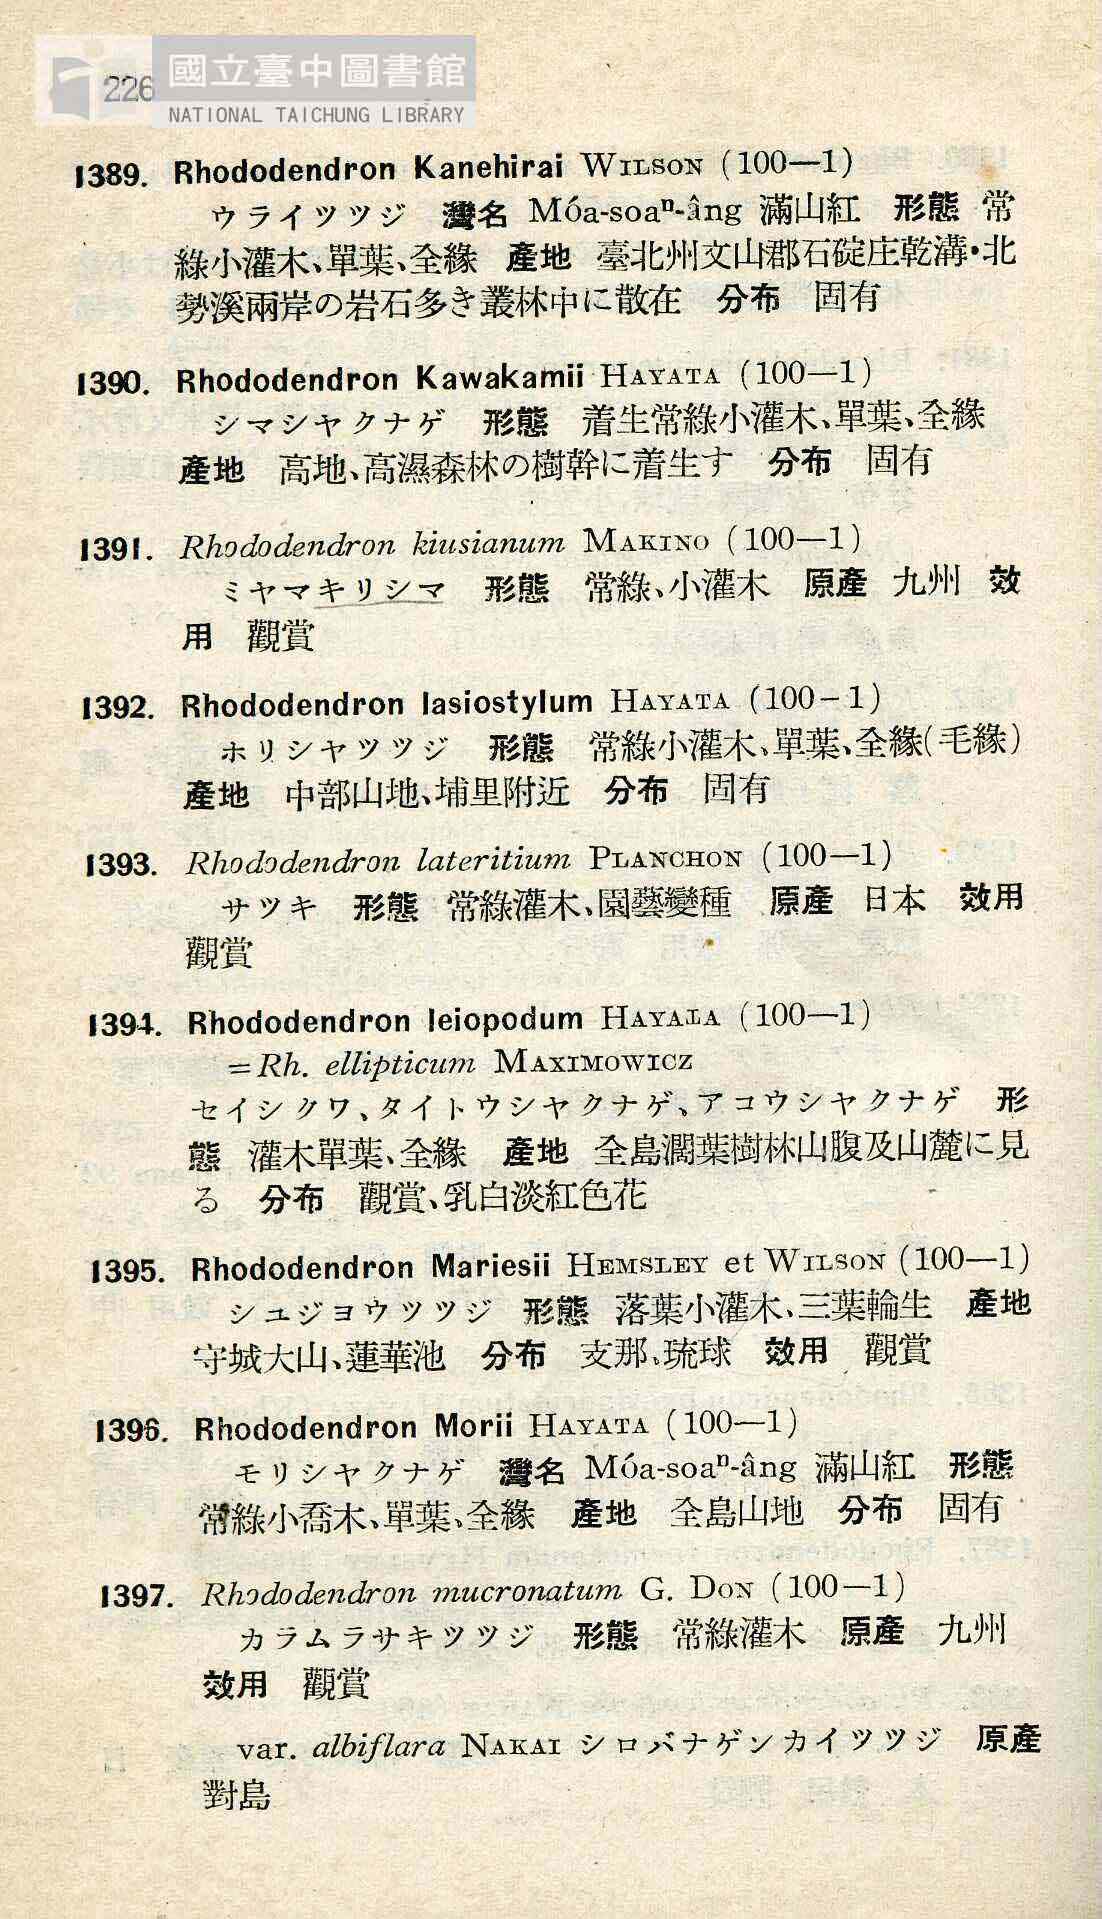 226
國立臺中圖書館
NATIONAL TAICHUNG LIBRARY
1389. Rhododendron Kanehirai WILSON (100—1)
ウライツツジ 灣名 Móa-soaⁿ-âng 滿山紅 形態 常
綠小灌木、單葉、全緣 產地 臺北州文山郡石碇庄乾溝・北
勢溪兩岸の岩石多き叢林中に散在 分布 固有
1390. Rhododendron Kawakamii HAYATA (100—1)
シマシヤクナゲ 形態 着生常綠小灌木、單葉、全緣
產地 高地、高濕森林の樹幹に着生す 分布 固有
1391. Rhododendron kiusianum MAKINO (100—1)
ミヤマキリシマ 形態 常綠、小灌木 原產 九州 效
用 觀賞
1392. Rhododendron lasiostylum HAYATA (100-1)
ホリシヤツツジ 形態 常綠小灌木、單葉、全緣(毛緣)
產地 中部山地、埔里附近 分布 固有
1393. Rhododendron lateritium PLANCHON (100—1)
サツキ 形態 常綠灌木、園藝變種 原產 日本 效用
觀賞
1394. Rhododendron leiopodum HAYATA (100—1)
=Rh. ellipticum MAXIMOWICZ
セイシクワ、タイトウシヤクナゲ、アコウシヤクナゲ 形
態 灌木單葉、全緣 產地 全島濶葉樹林山腹及山麓に見
る 分布 觀賞、乳白淡紅色花
1395. Rhododendron Mariesii HEMSLEY et WILSON (100—1)
シユジヨウツツジ 形態 落葉小灌木、三葉輪生 產地
守城大山、蓮華池 分布 支那、琉球 效用 觀賞
1396. Rhododendron Morii HAYATA (100—1)
モリシヤクナゲ 灣名 Móa-soaⁿ-âng 滿山紅 形態
常綠小喬木、單葉、全緣 產地 全島山地 分布 固有
1397. Rhododendron mucronatum G. DON (100—1)
カラムラサキツツジ 形態 常綠灌木 原產 九州
效用 觀賞
var. albiflara NAKAI シロバナゲンカイツツジ 原產
對島